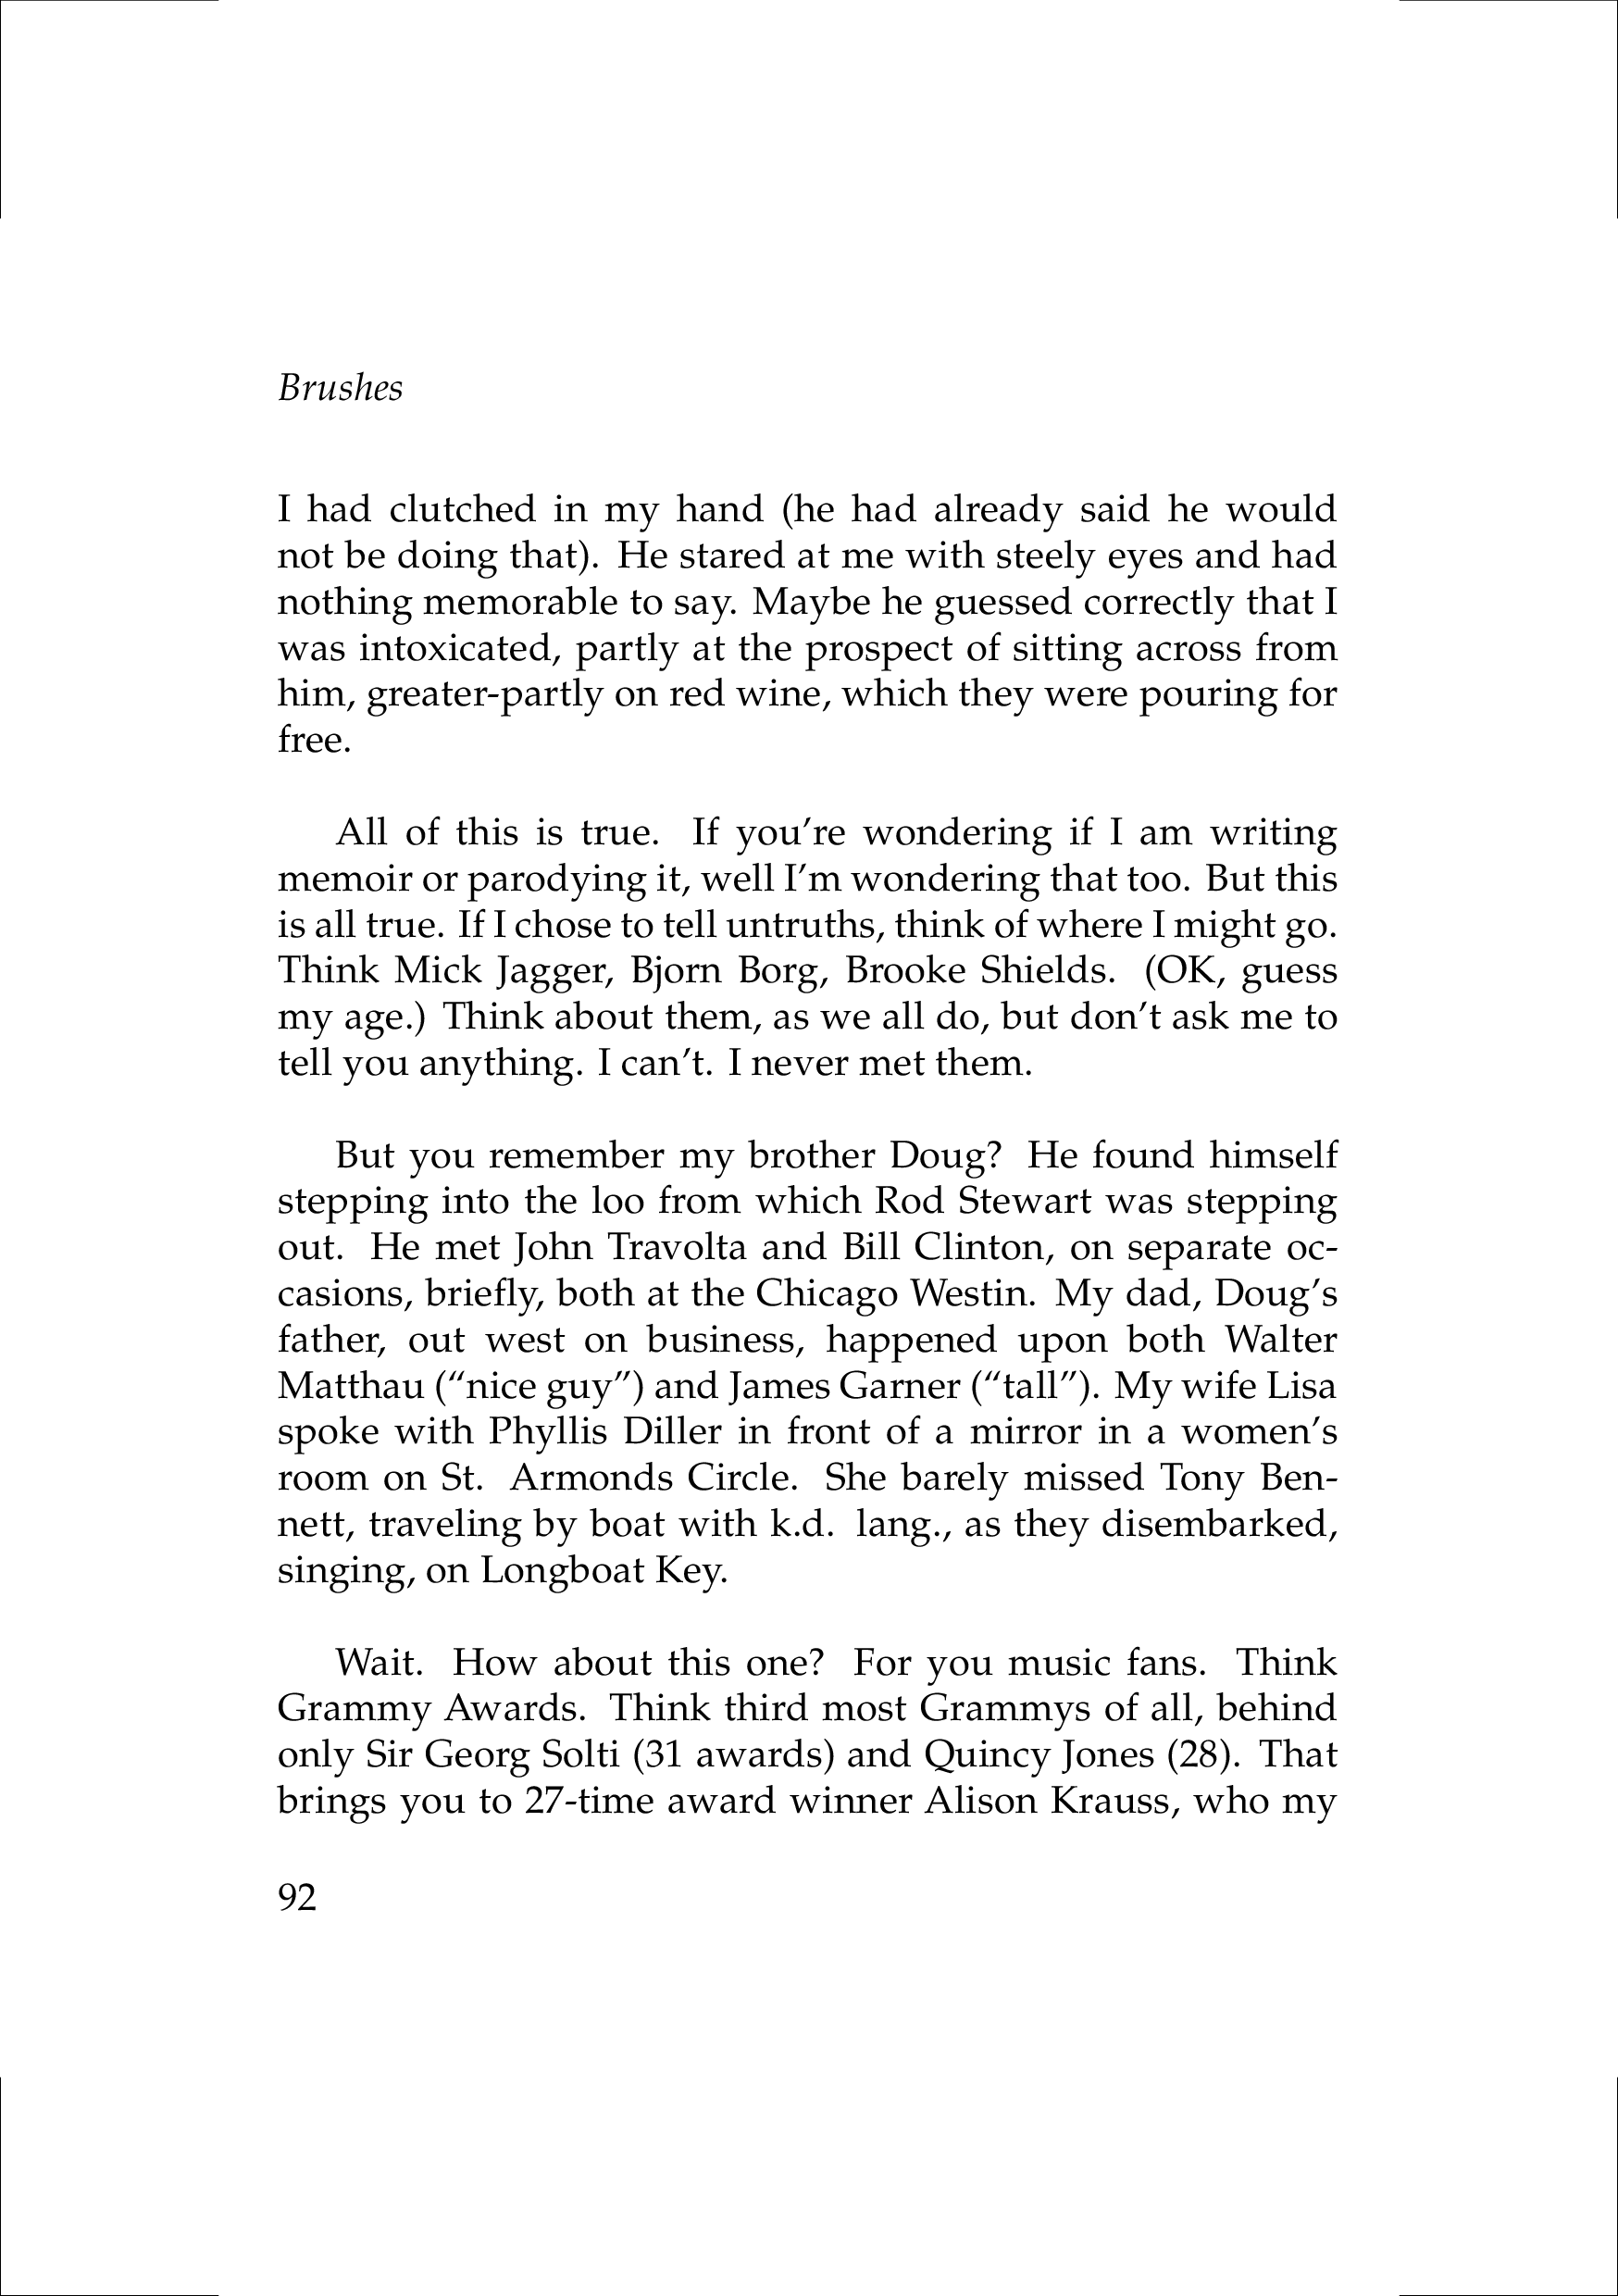 Brushes
I had clutched in my hand (he had already said he would
not be doing that). He stared at me with steely eyes and had
nothing memorable to say. Maybe he guessed correctly that I
was intoxicated, partly at the prospect of sitting across from
him, greater-partly on red wine, which they were pouring for
free.
All of this is true. If you’re wondering if I am writing
memoir or parodying it, well I’m wondering that too. But this
is all true. If I chose to tell untruths, think of where I might go.
Think Mick Jagger, Bjorn Borg, Brooke Shields. (OK, guess
my age.) Think about them, as we all do, but don’t ask me to
tell you anything. I can’t. I never met them.
But you remember my brother Doug? He found himself
stepping into the loo from which Rod Stewart was stepping
out. He met John Travolta and Bill Clinton, on separate oc-
casions, briefly, both at the Chicago Westin. My dad, Doug’s
father, out west on business, happened upon both Walter
Matthau (“nice guy”) and James Garner (“tall”). My wife Lisa
spoke with Phyllis Diller in front of a mirror in a women’s
room on St. Armonds Circle. She barely missed Tony Ben-
nett, traveling by boat with k.d. lang., as they disembarked,
singing, on Longboat Key.
Wait. How about this one? For you music fans. Think
Grammy Awards. Think third most Grammys of all, behind
only Sir Georg Solti (31 awards) and Quincy Jones (28). That
brings you to 27-time award winner Alison Krauss, who my
92